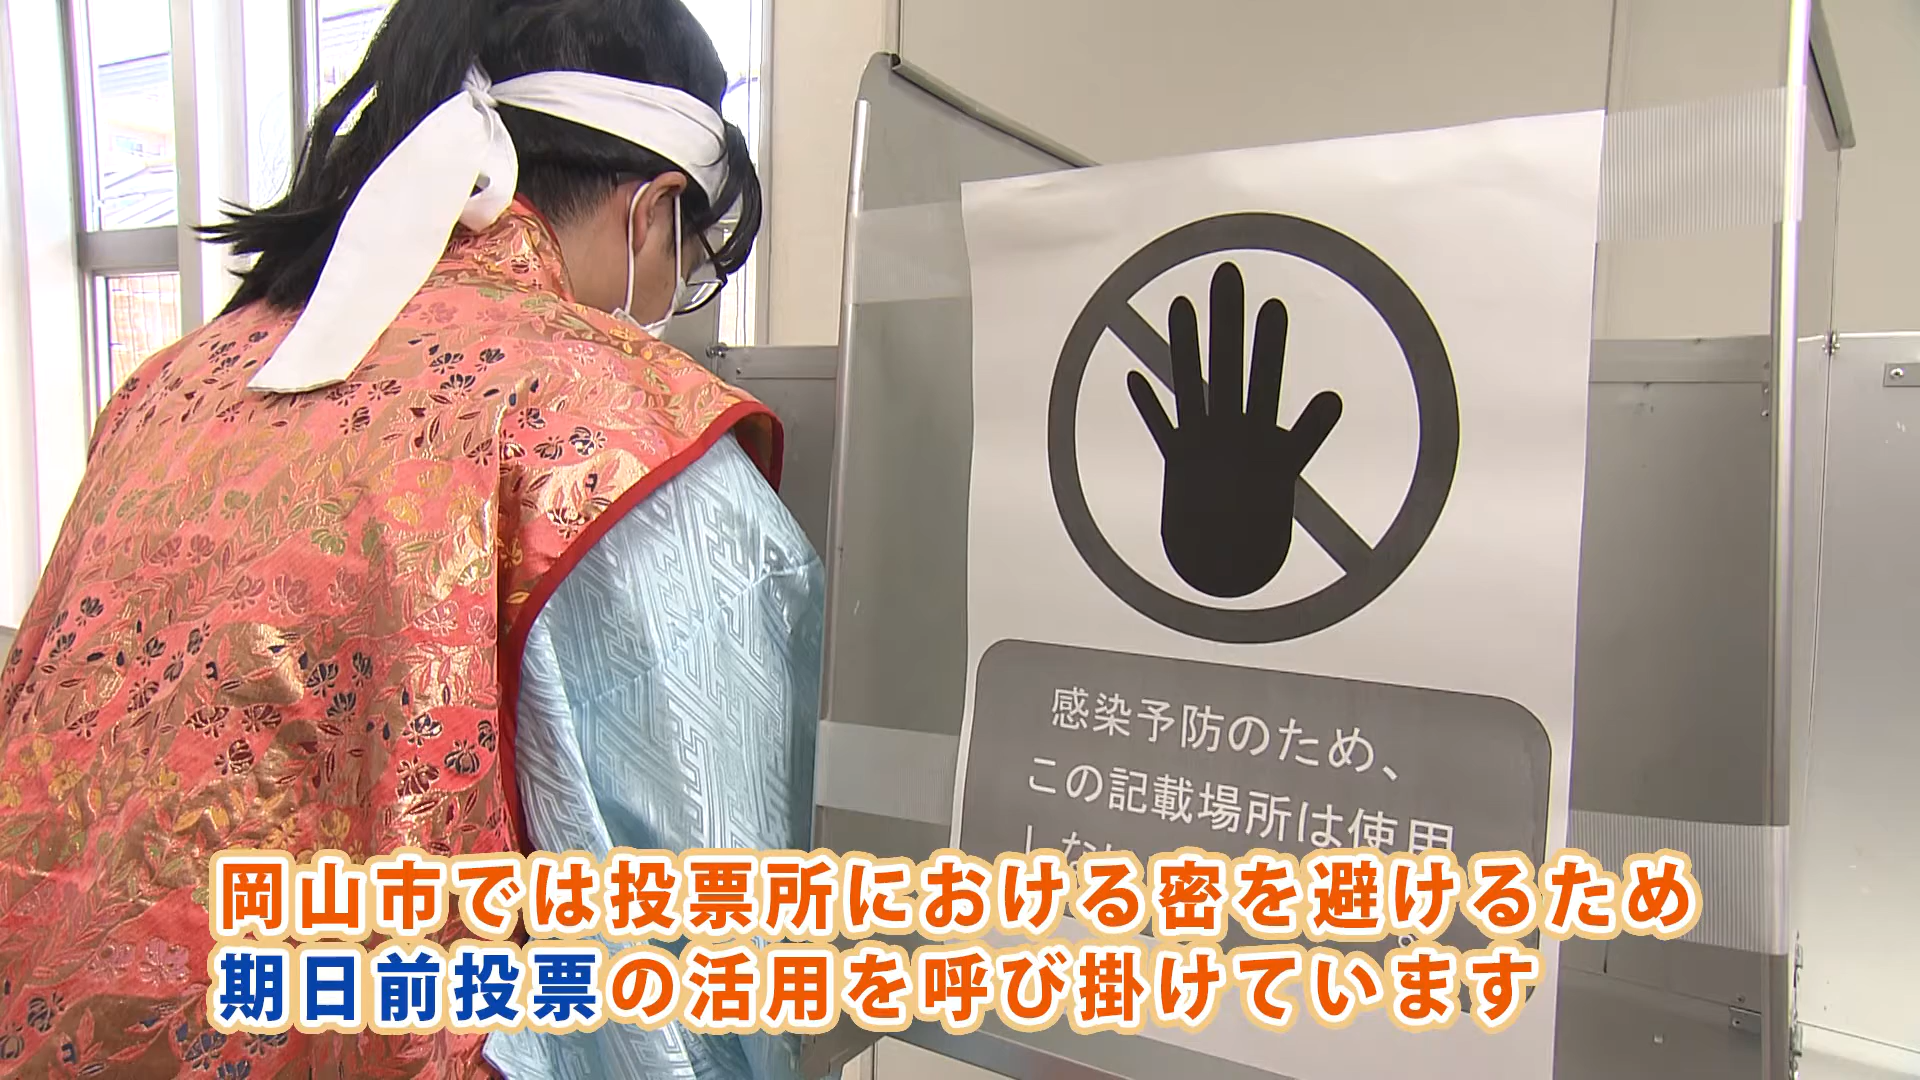 感染予防のため、
この記載場所は使用
しな
岡山市では投票所における密を避けるため
期日前投票の活用を呼び掛けています